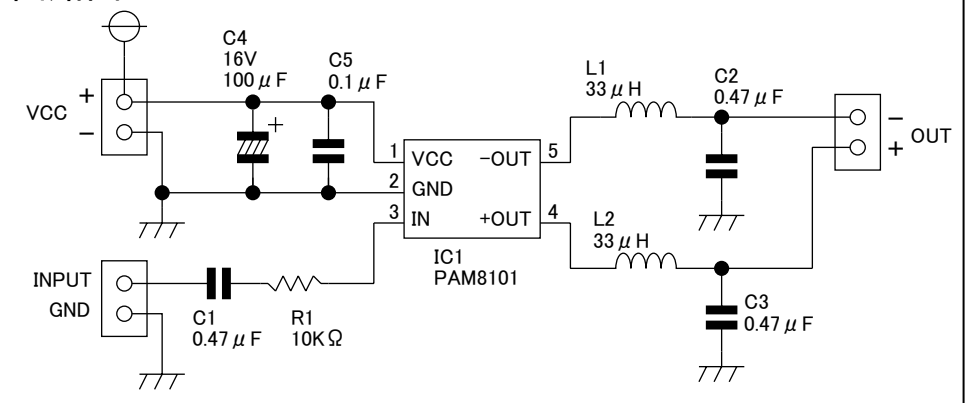 C4
16V
100μF
C5
0.1μF
VCC
+
−
+
1 VCC
2 GND
3 IN
−OUT 5
+OUT 4
IC1
PAM8101
L1
33μH
C2
0.47μF
−
+
OUT
L2
33μH
C3
0.47μF
INPUT
GND
C1
0.47μF
R1
10KΩ